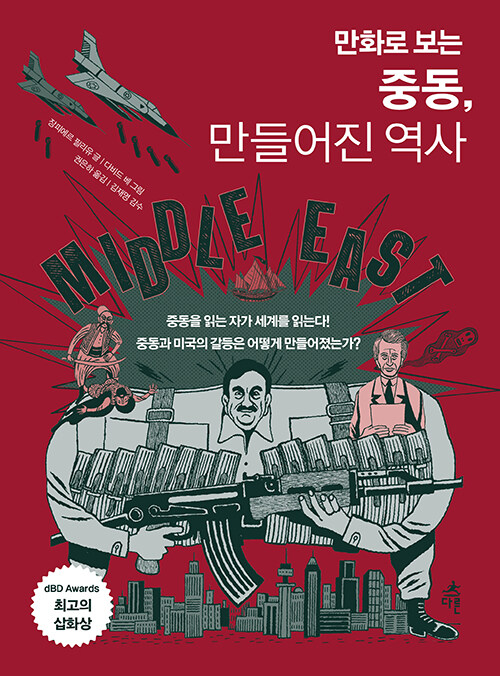 만화로 보는
중동,
만들어진 역사
장피에르 필리유 글 | 다비드 베 그림
권은하 옮김 | 김재명 감수
MIDDLE EAST
중동을 읽는 자가 세계를 읽는다!
중동과 미국의 갈등은 어떻게 만들어졌는가?
dBD Awards
최고의
삽화상
다른